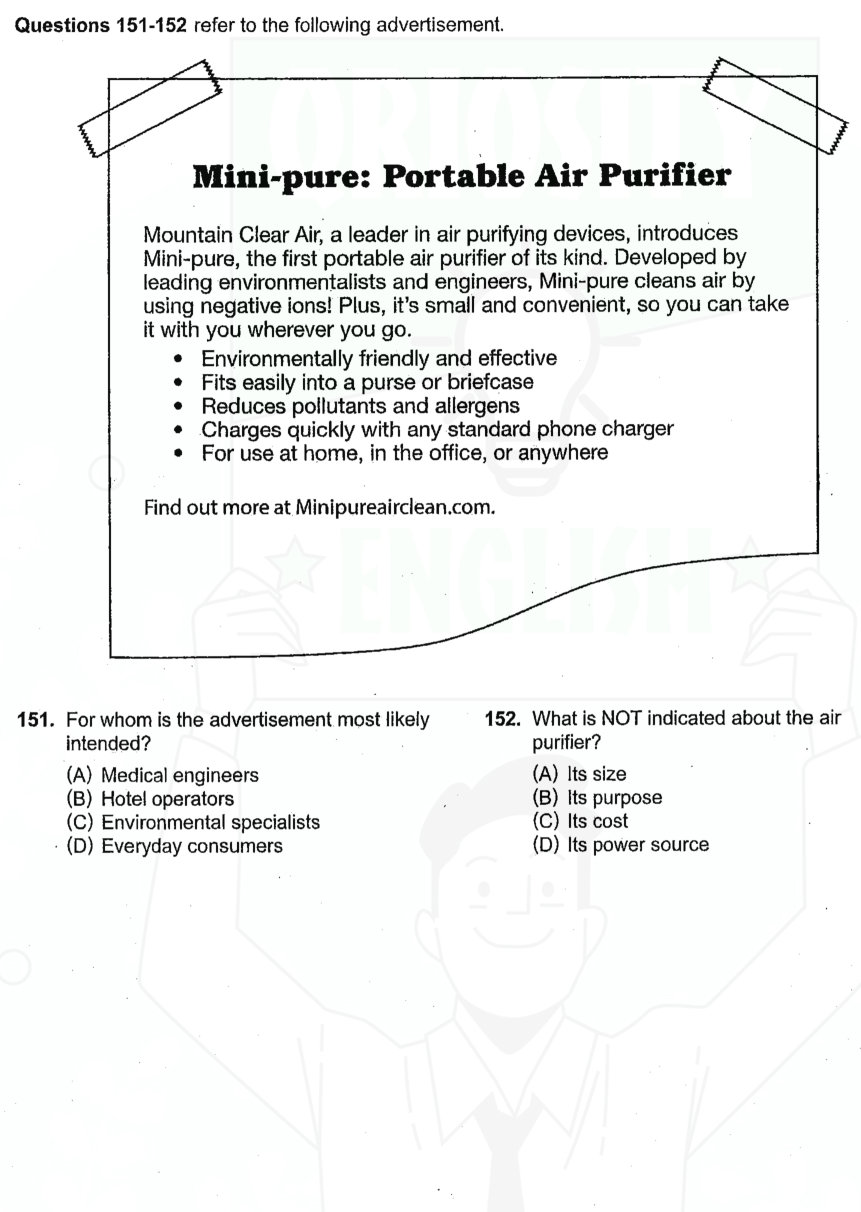 Questions 151-152 refer to the following advertisement.
Mini-pure: Portable Air Purifier
Mountain Clear Air, a leader in air purifying devices, introduces
Mini-pure, the first portable air purifier of its kind. Developed by
leading environmentalists and engineers, Mini-pure cleans air by
using negative ions! Plus, it's small and convenient, so you can take
it with you wherever you go.
• Environmentally friendly and effective
• Fits easily into a purse or briefcase
• Reduces pollutants and allergens
• Charges quickly with any standard phone charger
• For use at home, in the office, or anywhere
Find out more at Minipureairclean.com.
151. For whom is the advertisement most likely
intended?
(A) Medical engineers
(B) Hotel operators
(C) Environmental specialists
(D) Everyday consumers
152. What is NOT indicated about the air
purifier?
(A) Its size
(B) Its purpose
(C) Its cost
(D) Its power source
ENGLISH